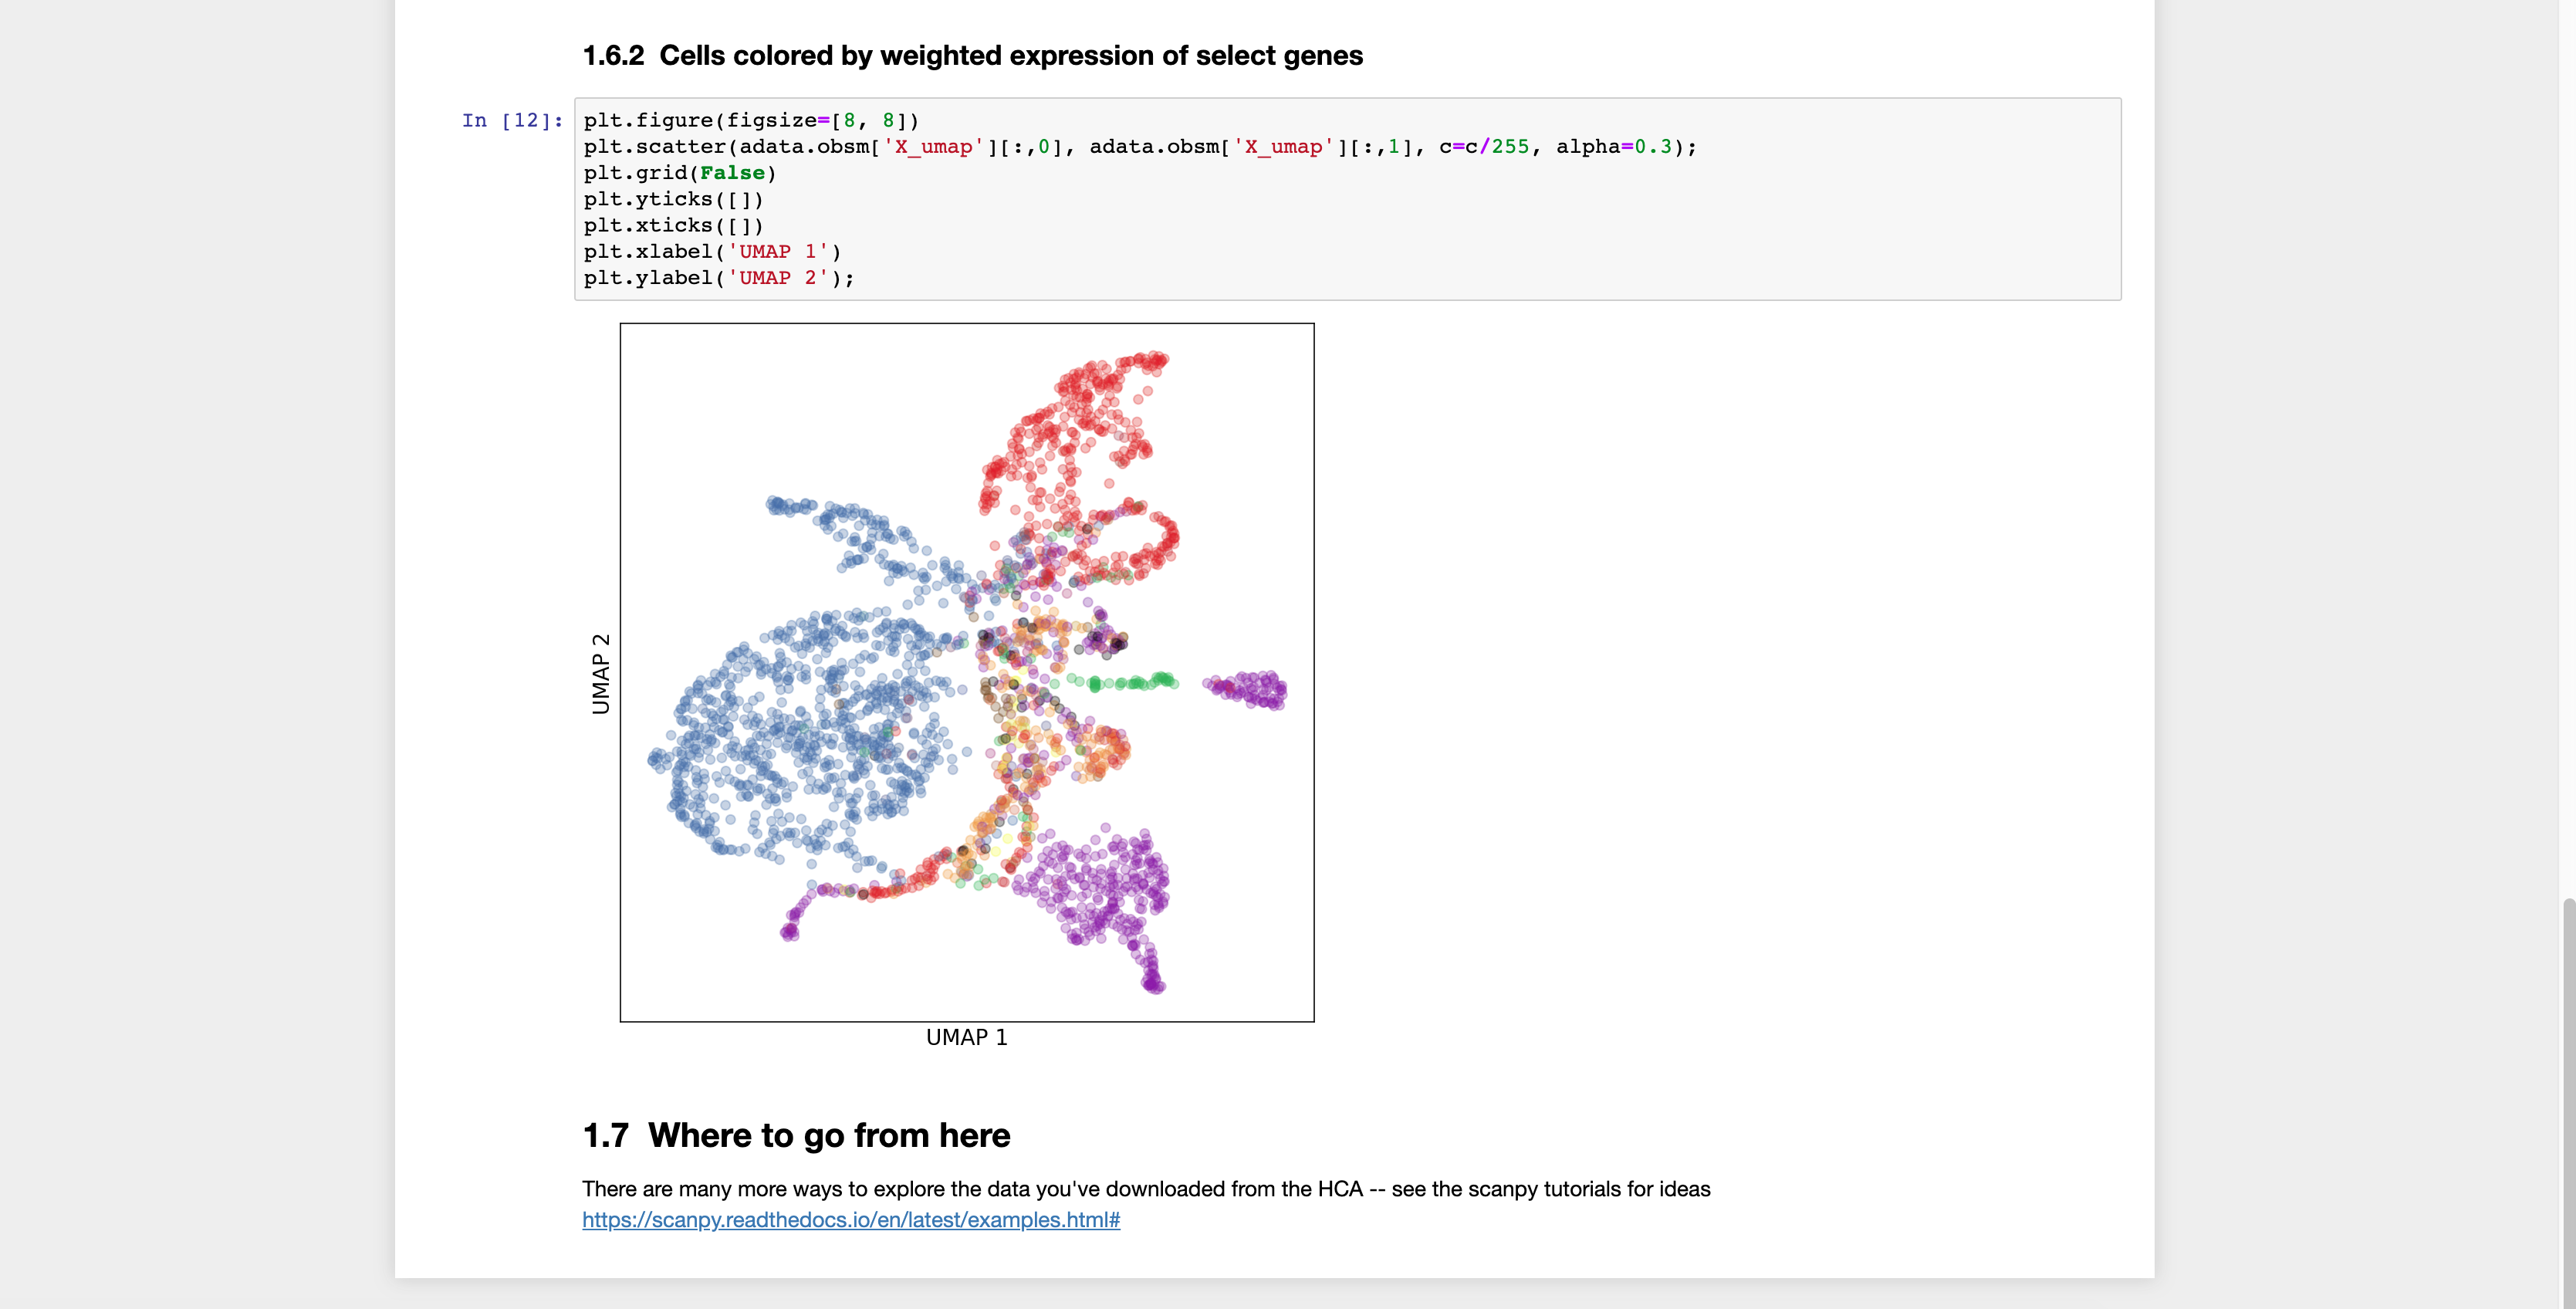 1.6.2 Cells colored by weighted expression of select genes
In [12]:
plt.figure(figsize=[8, 8])
plt.scatter(adata.obsm['X_umap'][:,0], adata.obsm['X_umap'][:,1], c=c/255, alpha=0.3);
plt.grid(False)
plt.yticks([])
plt.xticks([])
plt.xlabel('UMAP 1')
plt.ylabel('UMAP 2');
UMAP 2
UMAP 1
1.7 Where to go from here
There are many more ways to explore the data you've downloaded from the HCA -- see the scanpy tutorials for ideas
https://scanpy.readthedocs.io/en/latest/examples.html#